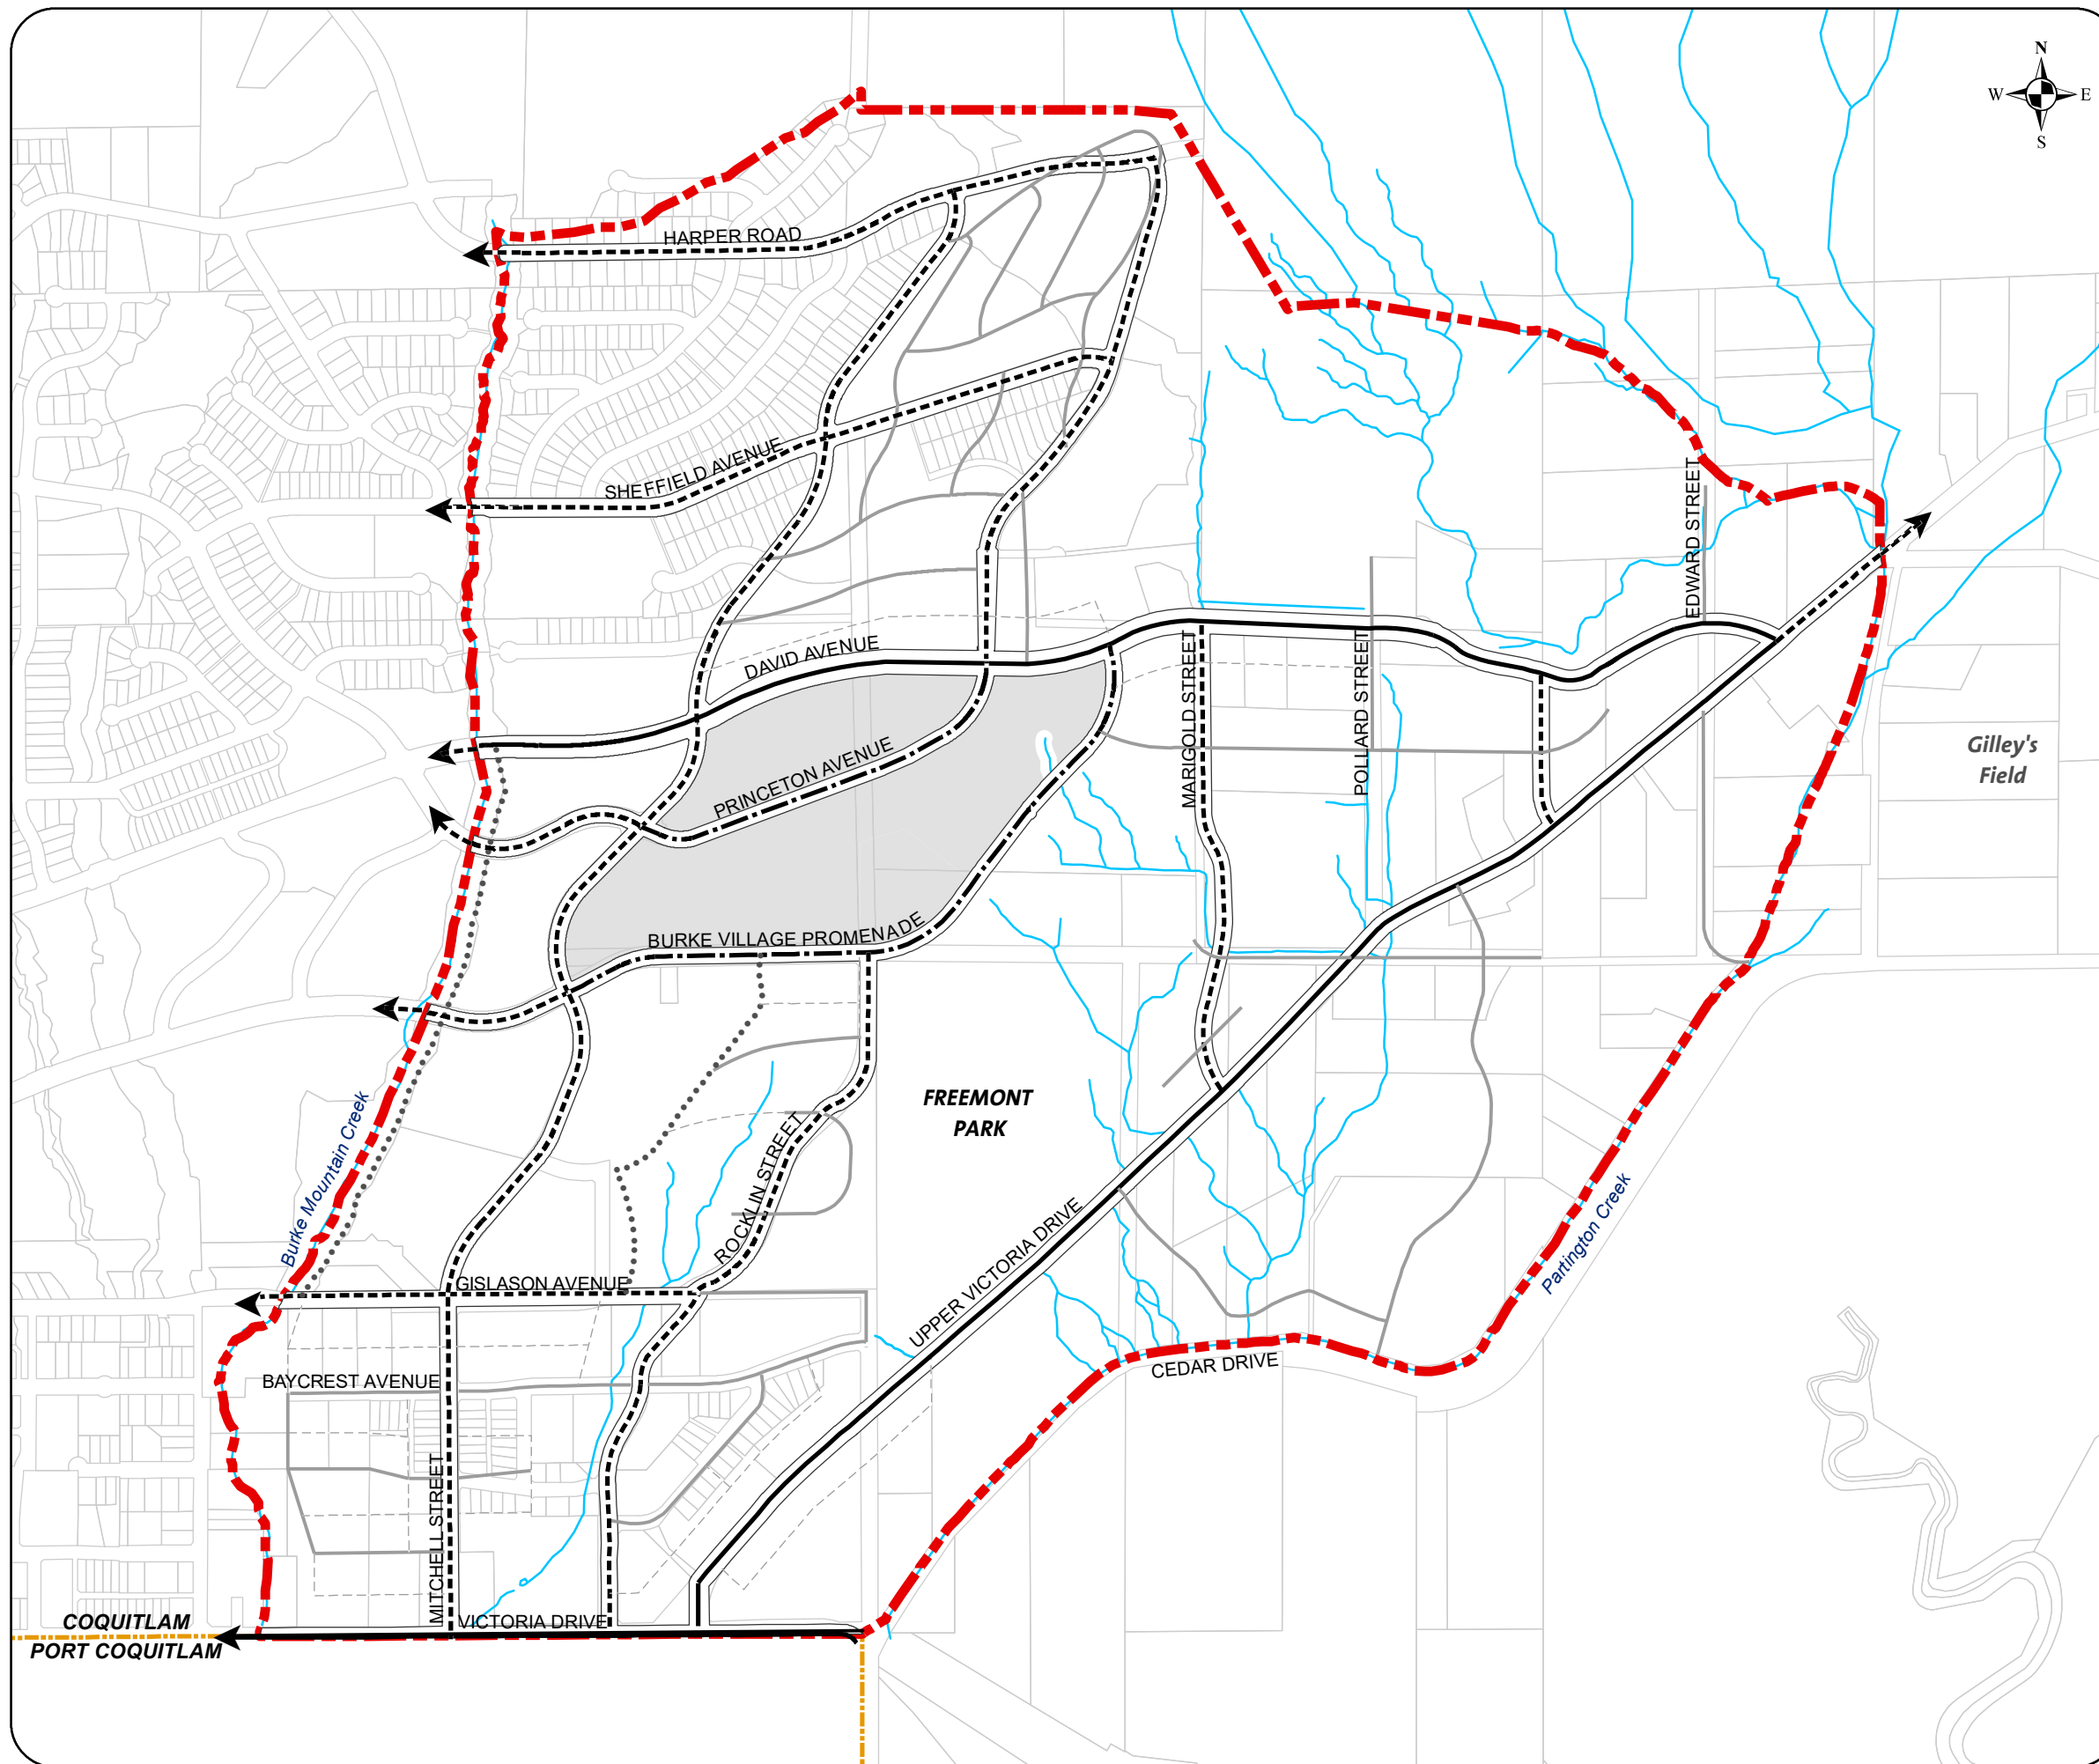 N
W E
S
HARPER ROAD
SHEFFIELD AVENUE
EDWARD STREET
DAVID AVENUE
MARIGOLD STREET
POLLARD STREET
Gilley's
Field
PRINCETON AVENUE
BURKE VILLAGE PROMENADE
FREEMONT
PARK
Burke Mountain Creek
ROCKLIN STREET
UPPER VICTORIA DRIVE
Partington Creek
GISLASON AVENUE
CEDAR DRIVE
BAYCREST AVENUE
MITCHELL STREET
VICTORIA DRIVE
COQUITLAM
PORT COQUITLAM